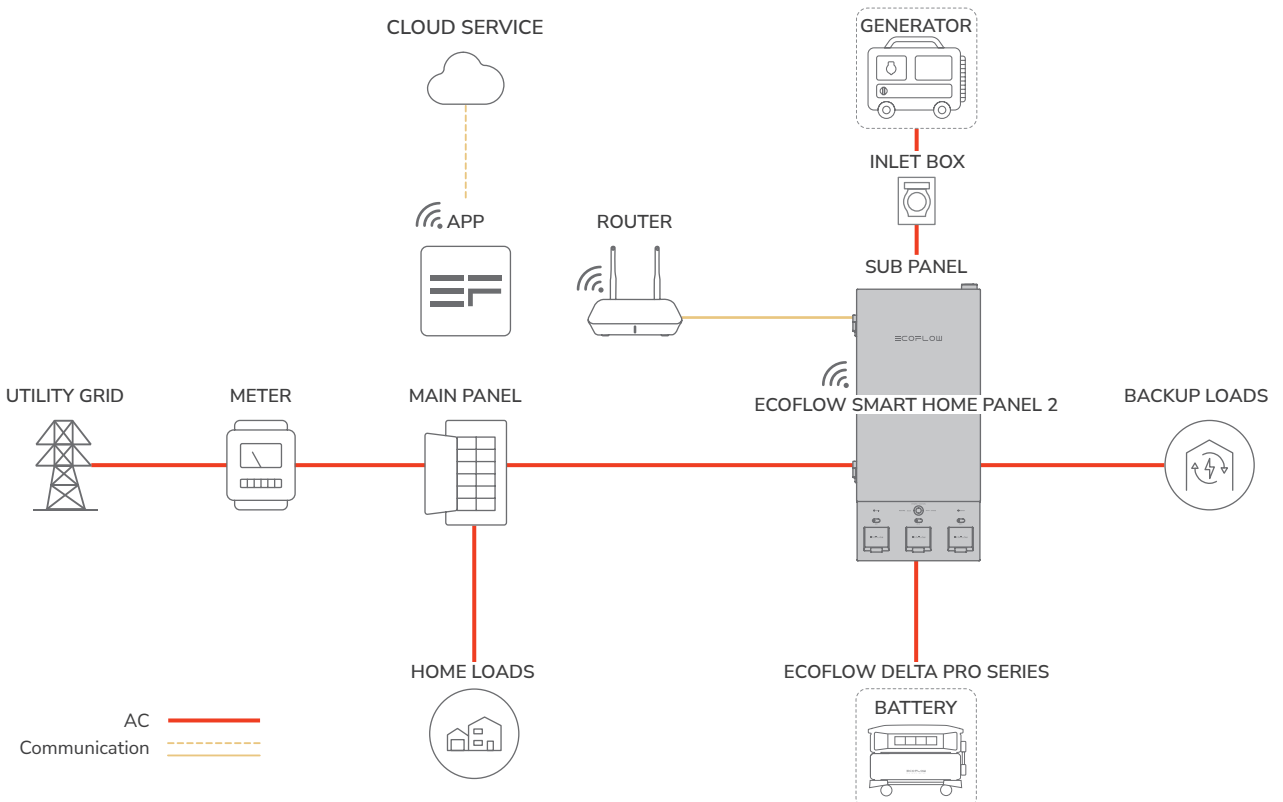 CLOUD SERVICE
GENERATOR
INLET BOX
APP
ROUTER
SUB PANEL
ECOFLOW
UTILITY GRID
METER
MAIN PANEL
ECOFLOW SMART HOME PANEL 2
BACKUP LOADS
HOME LOADS
ECOFLOW DELTA PRO SERIES
BATTERY
ECOFLOW
AC
Communication